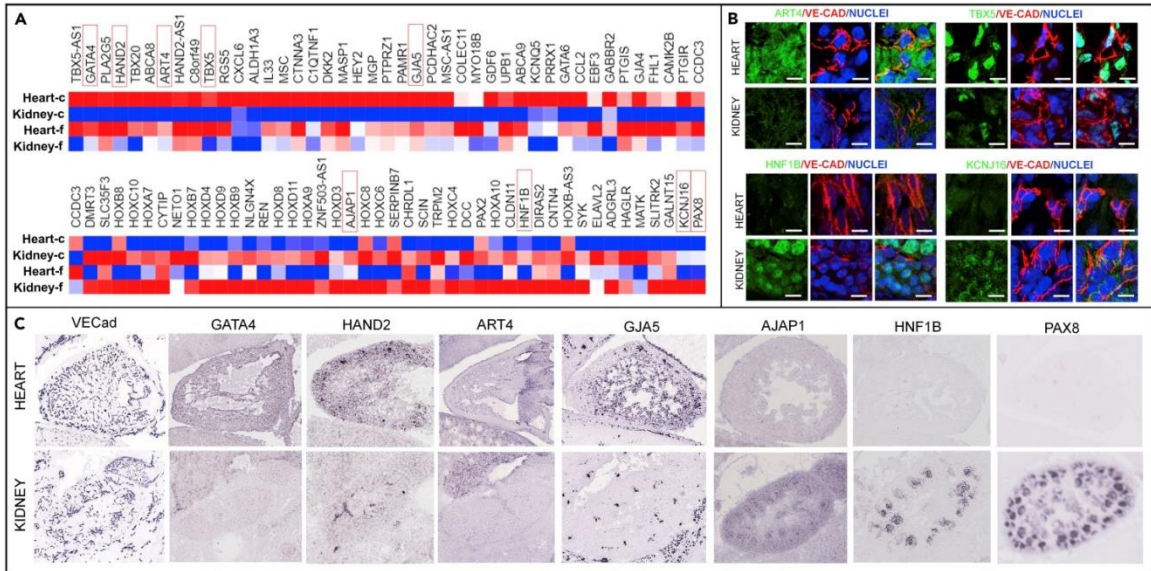 A
TBX5-AS1
GATA4
PLA2G5
HAND2
TBX20
ABCA8
ART4
HAND2-AS1
C8orf49
TBX5
RGS5
CXCL6
ALDH1A3
IL33
MSC
CTNNA3
C1QTNF1
DKK2
MASP1
HEY2
MGP
PTPRZ1
PAMR1
GJA5
PCDHAC2
MSC-AS1
COLEC11
MYO18B
GDF6
UPB1
ABCA9
KCNQ5
PRRX1
GATA6
CCL2
EBF3
GABBR2
PTGIS
GJA4
FHL1
CAMK2B
PTGIR
CCDC3
Heart-c
Kidney-c
Heart-f
Kidney-f
CCDC3
DMRT3
SLC35F3
HOXB8
HOXC10
HOXA7
CYTIP
NETO1
HOXB7
HOXD4
HOXD9
HOXB9
NLGN4X
REN
HOXD8
HOXD11
HOXA9
ZNF503-AS1
HOXD3
AJAP1
HOXC8
HOXC6
SERPINB7
CHRDL1
SCIN
TRPM2
HOXC4
DCC
PAX2
HOXA10
CLDN11
HNF1B
DIRAS2
CNTN4
HOXB-AS3
SYK
ELAVL2
ADGRL3
HAGLR
MATK
SLITRK2
GALNT15
KCNJ16
PAX8
Heart-c
Kidney-c
Heart-f
Kidney-f
B
ART4/VE-CAD/NUCLEI
TBX5/VE-CAD/NUCLEI
HEART
KIDNEY
HNF1B/VE-CAD/NUCLEI
KCNJ16/VE-CAD/NUCLEI
HEART
KIDNEY
C
VECad
GATA4
HAND2
ART4
GJA5
AJAP1
HNF1B
PAX8
HEART
KIDNEY